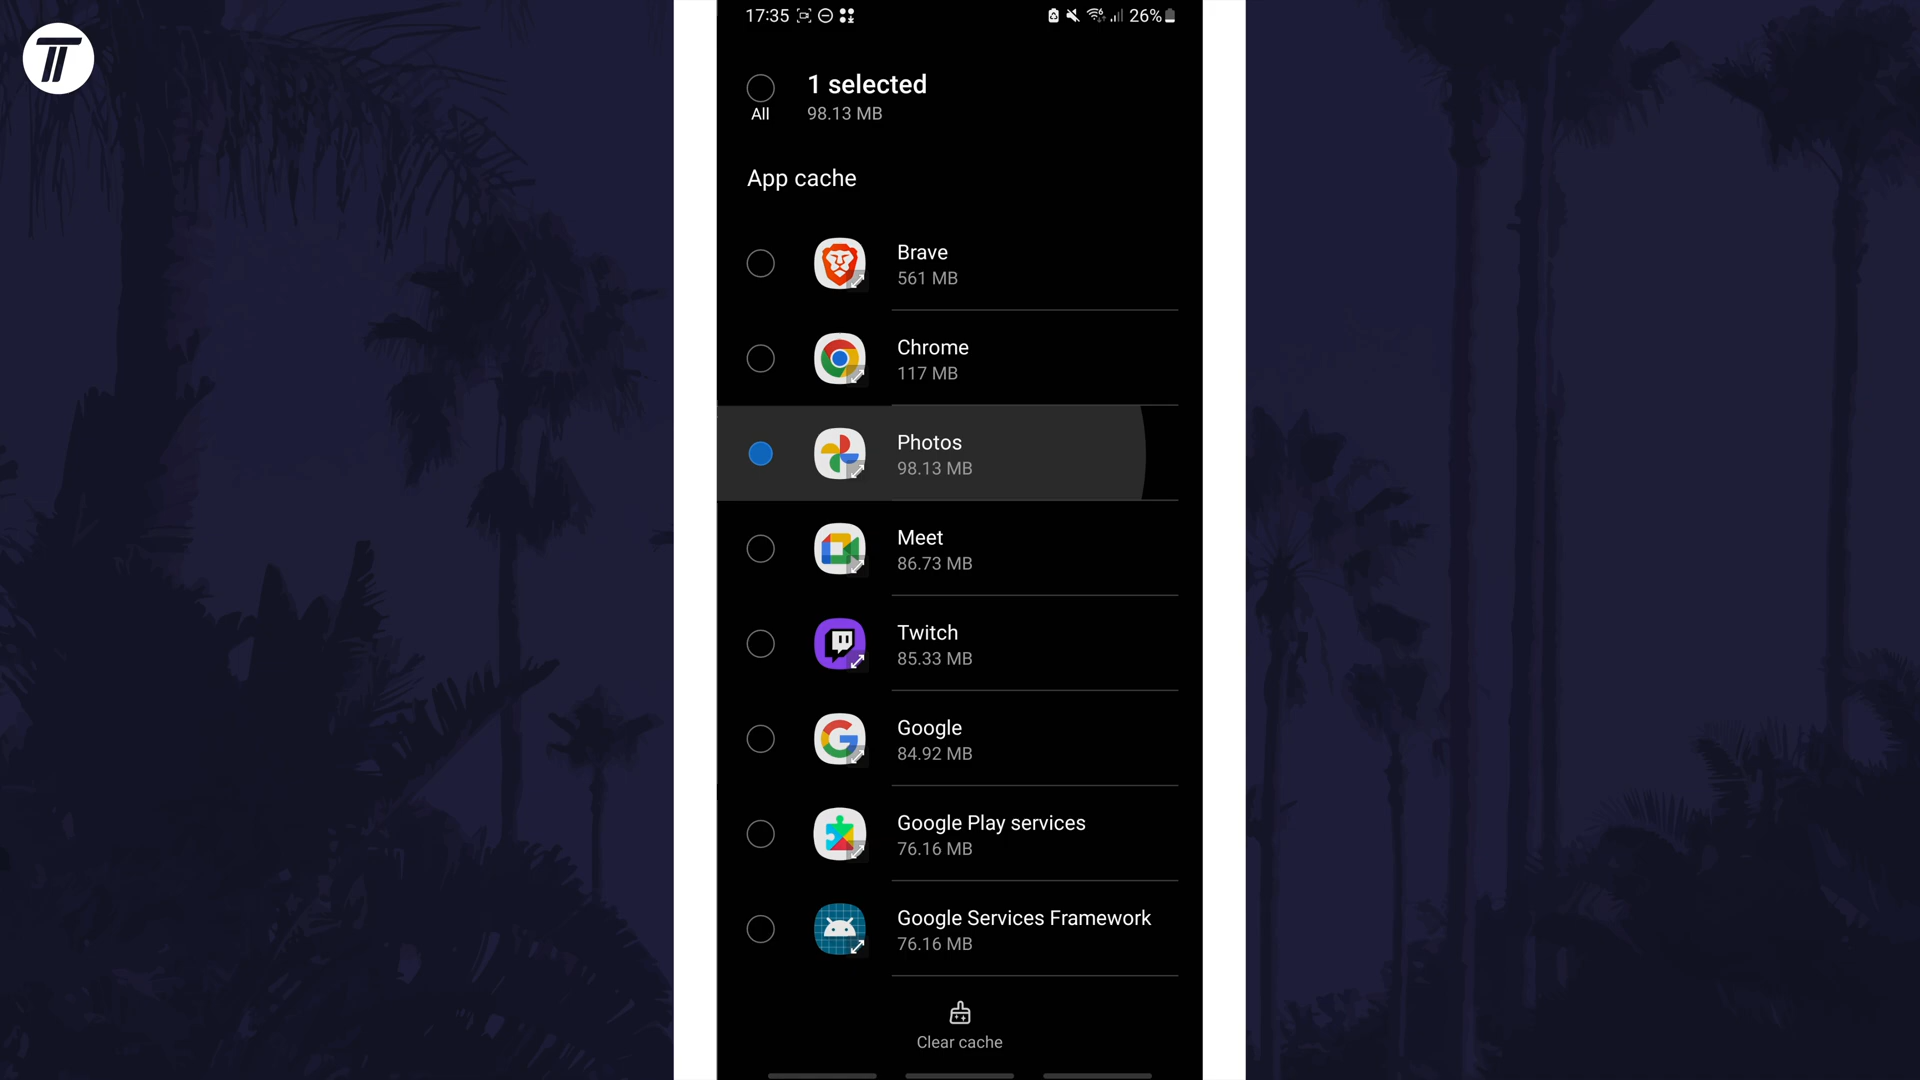 17:35
26%
1 selected
All
98.13 MB
App cache
Brave
561 MB
Chrome
117 MB
Photos
98.13 MB
Meet
86.73 MB
Twitch
85.33 MB
Google
84.92 MB
Google Play services
76.16 MB
Google Services Framework
76.16 MB
Clear cache